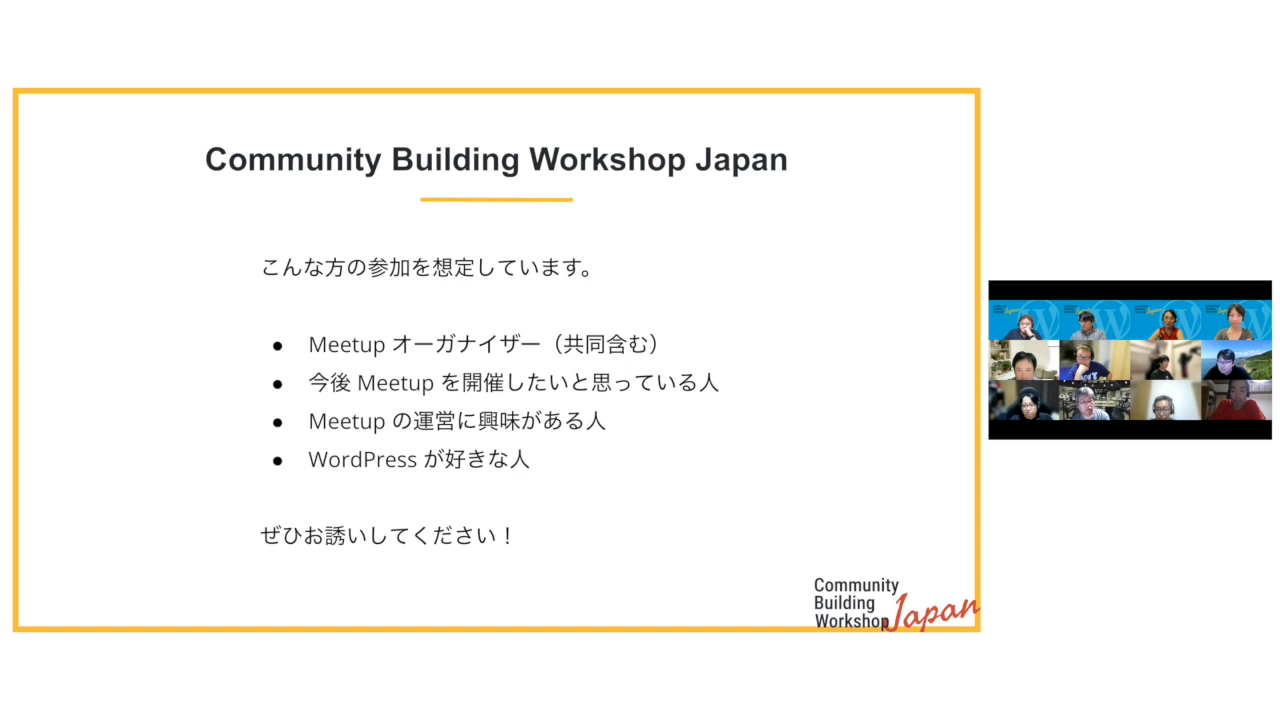 Community Building Workshop Japan
こんな方の参加を想定しています。
● Meetup オーガナイザー（共同含む）
● 今後 Meetup を開催したいと思っている人
● Meetup の運営に興味がある人
● WordPress が好きな人
ぜひお誘いしてください！
Community
Building
Workshop Japan